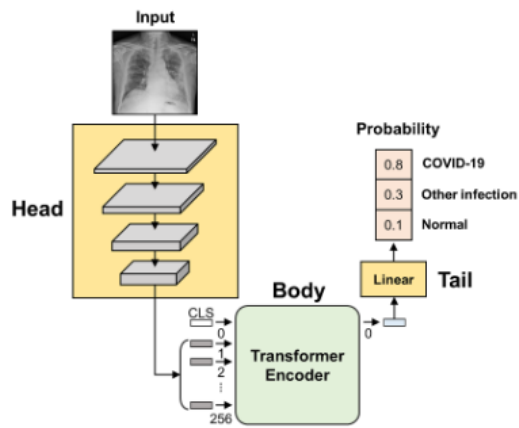 Input
Probability
0.8 COVID-19
0.3 Other infection
0.1 Normal
Head
Linear
Tail
Body
CLS
0
0
1
2
⋮
256
Transformer
Encoder